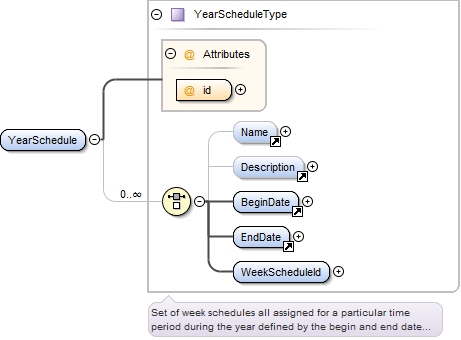 YearScheduleType
@ Attributes
@ id
YearSchedule
0..∞
Name
Description
BeginDate
EndDate
WeekScheduleId
Set of week schedules all assigned for a particular time
period during the year defined by the begin and end date...